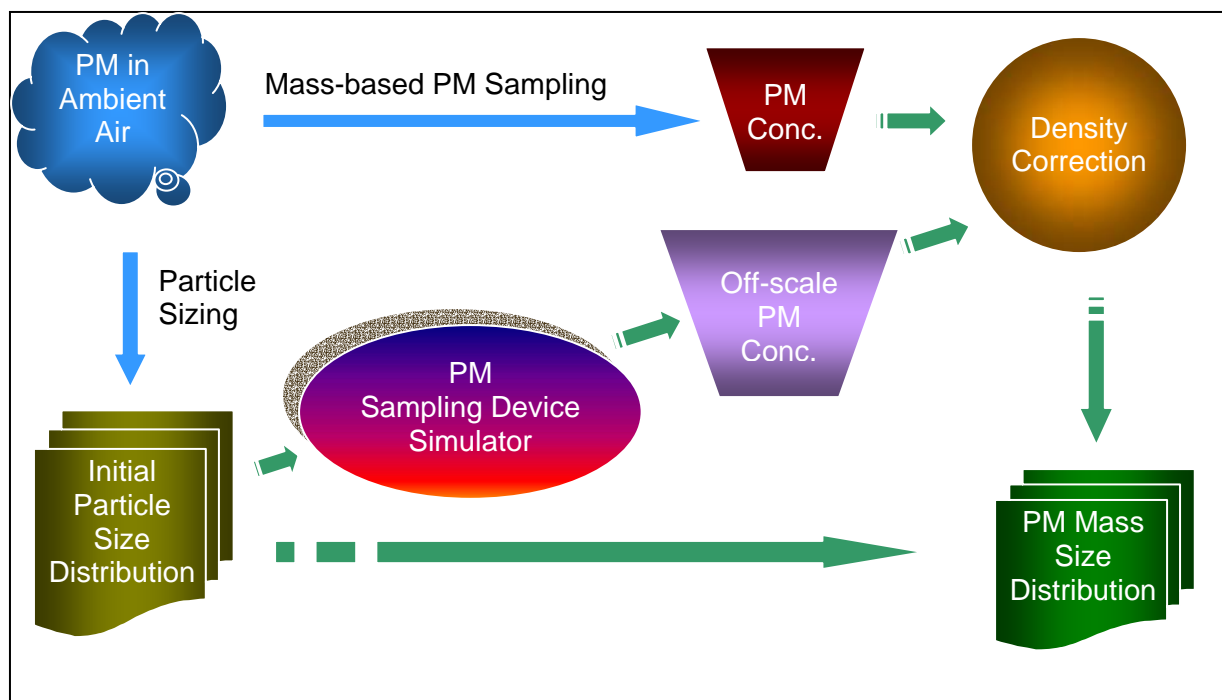 PM in
Ambient
Air
Mass-based PM Sampling
PM
Conc.
Density
Correction
Particle
Sizing
Off-scale
PM
Conc.
PM
Sampling Device
Simulator
Initial
Particle
Size
Distribution
PM Mass
Size
Distribution